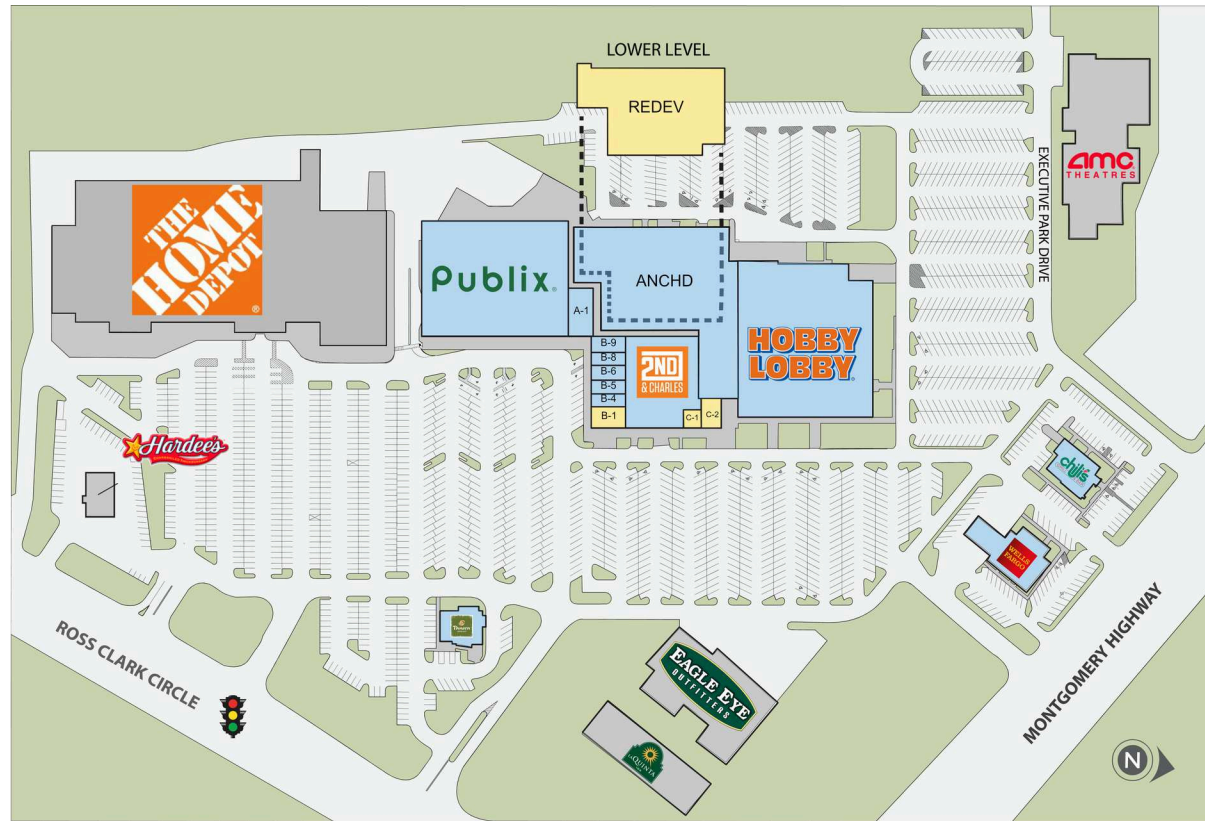 LOWER LEVEL
REDEV
amc
THEATRES
EXECUTIVE PARK DRIVE
THE
HOME
DEPOT
®
Publix®
A-1
ANCHD
HOBBY
LOBBY®
B-9
B-8
B-6
B-5
B-4
B-1
2ND
& CHARLES
C-1
C-2
Hardee's
chili's
WELLS
FARGO
Panera
EAGLE EYE
OUTFITTERS
LA QUINTA
ROSS CLARK CIRCLE
MONTGOMERY HIGHWAY
N